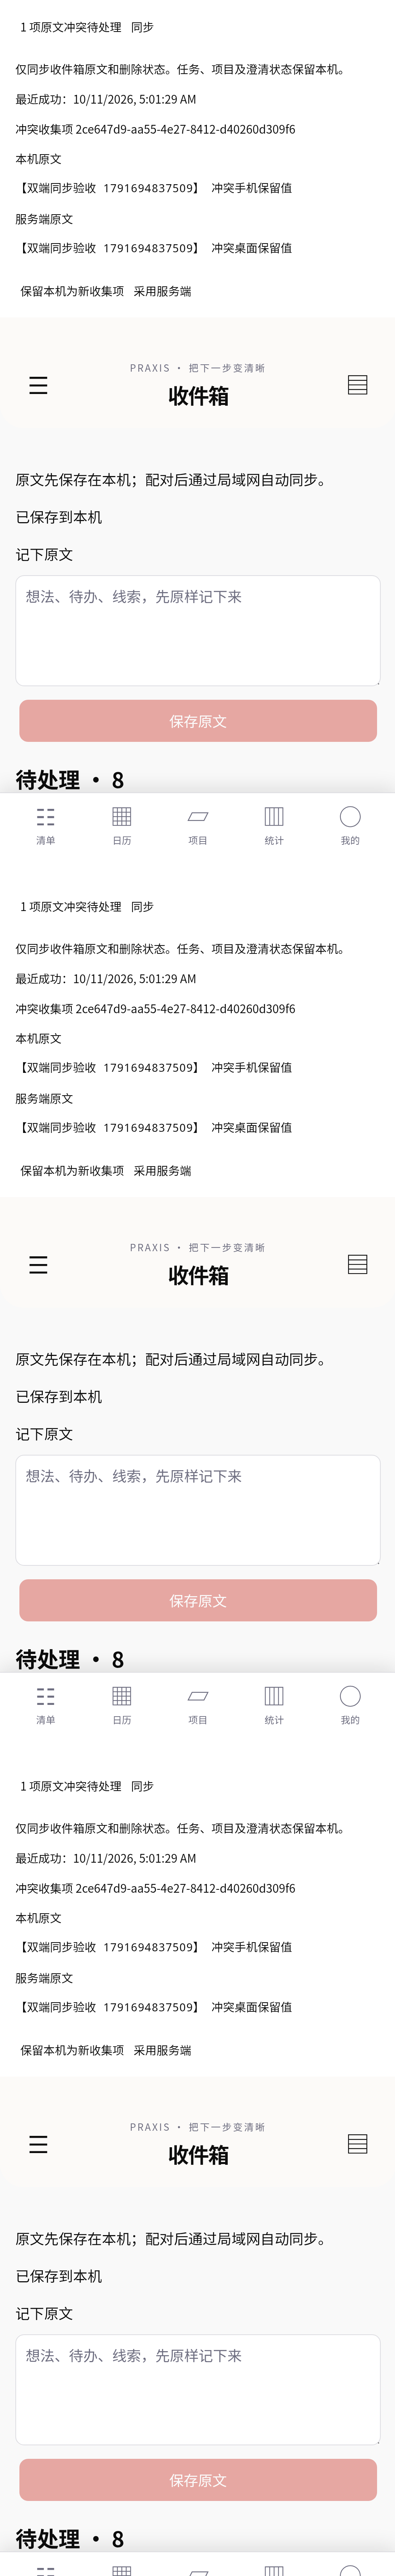 1 项原文冲突待处理 同步
仅同步收件箱原文和删除状态。任务、项目及澄清状态保留本机。
最近成功：10/11/2026, 5:01:29 AM
冲突收集项 2ce647d9-aa55-4e27-8412-d40260d309f6
本机原文
【双端同步验收 1791694837509】 冲突手机保留值
服务端原文
【双端同步验收 1791694837509】 冲突桌面保留值
保留本机为新收集项 采用服务端
PRAXIS · 把下一步变清晰
收件箱
原文先保存在本机；配对后通过局域网自动同步。
已保存到本机
记下原文
想法、待办、线索，先原样记下来
保存原文
待处理 · 8
清单 日历 项目 统计 我的
1 项原文冲突待处理 同步
仅同步收件箱原文和删除状态。任务、项目及澄清状态保留本机。
最近成功：10/11/2026, 5:01:29 AM
冲突收集项 2ce647d9-aa55-4e27-8412-d40260d309f6
本机原文
【双端同步验收 1791694837509】 冲突手机保留值
服务端原文
【双端同步验收 1791694837509】 冲突桌面保留值
保留本机为新收集项 采用服务端
PRAXIS · 把下一步变清晰
收件箱
原文先保存在本机；配对后通过局域网自动同步。
已保存到本机
记下原文
想法、待办、线索，先原样记下来
保存原文
待处理 · 8
清单 日历 项目 统计 我的
1 项原文冲突待处理 同步
仅同步收件箱原文和删除状态。任务、项目及澄清状态保留本机。
最近成功：10/11/2026, 5:01:29 AM
冲突收集项 2ce647d9-aa55-4e27-8412-d40260d309f6
本机原文
【双端同步验收 1791694837509】 冲突手机保留值
服务端原文
【双端同步验收 1791694837509】 冲突桌面保留值
保留本机为新收集项 采用服务端
PRAXIS · 把下一步变清晰
收件箱
原文先保存在本机；配对后通过局域网自动同步。
已保存到本机
记下原文
想法、待办、线索，先原样记下来
保存原文
待处理 · 8